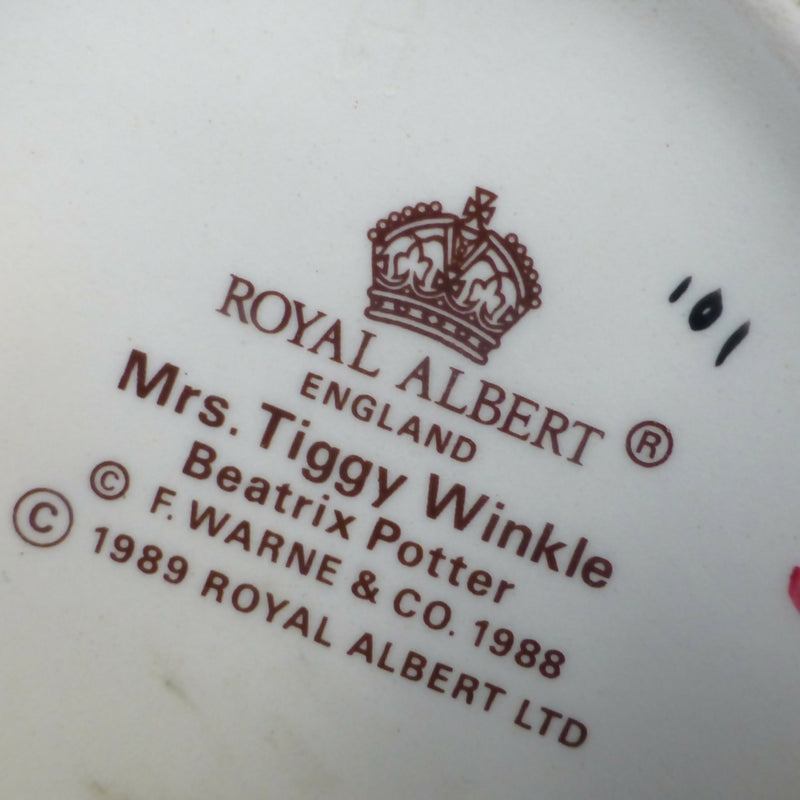 ROYAL ALBERT ®
ENGLAND
Mrs. Tiggy Winkle
Beatrix Potter
© F. WARNE & CO. 1988
© 1989 ROYAL ALBERT LTD